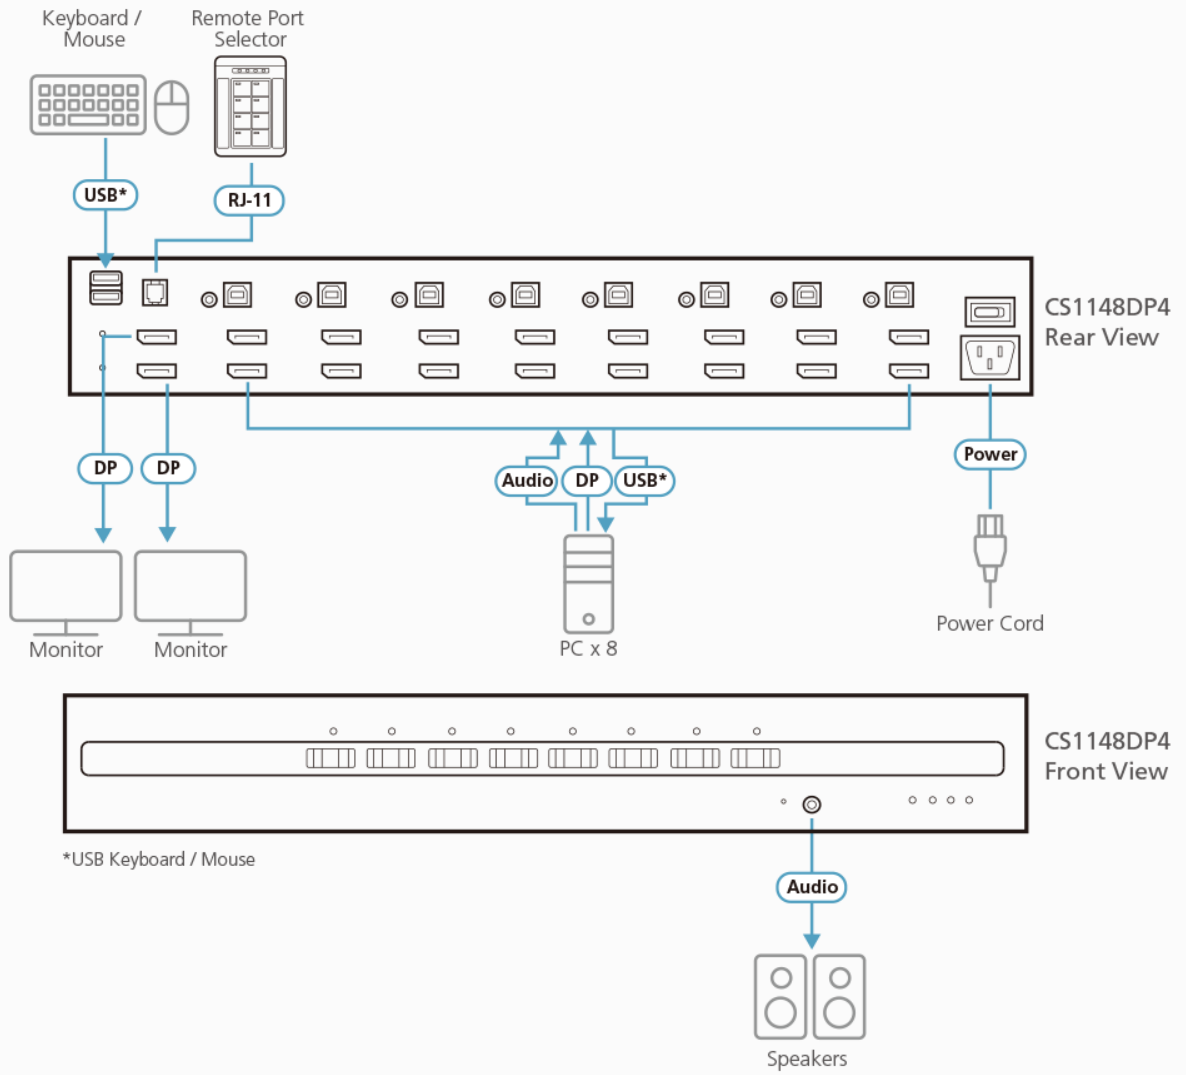 Keyboard /
Mouse
Remote Port
Selector
USB*
RJ-11
CS1148DP4
Rear View
DP
DP
Audio
DP
USB*
Power
Monitor
Monitor
PC x 8
Power Cord
CS1148DP4
Front View
*USB Keyboard / Mouse
Audio
Speakers